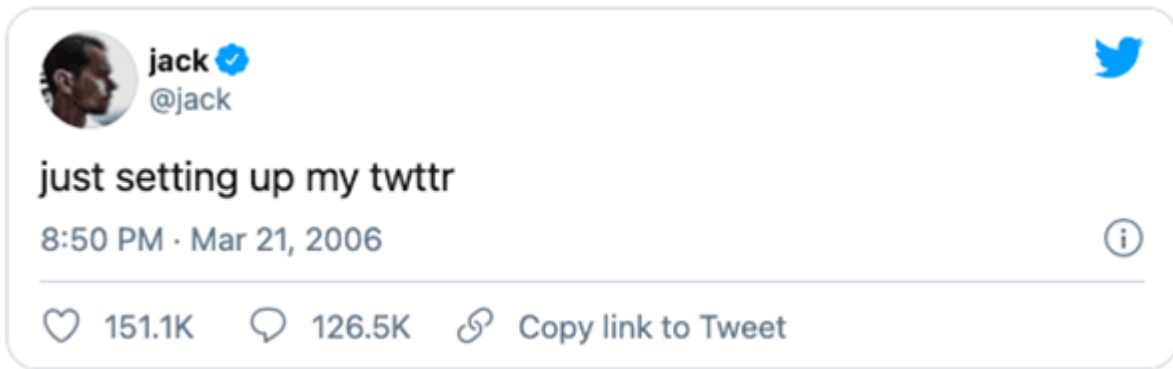 jack
@jack
just setting up my twttr
8:50 PM · Mar 21, 2006
151.1K 126.5K Copy link to Tweet